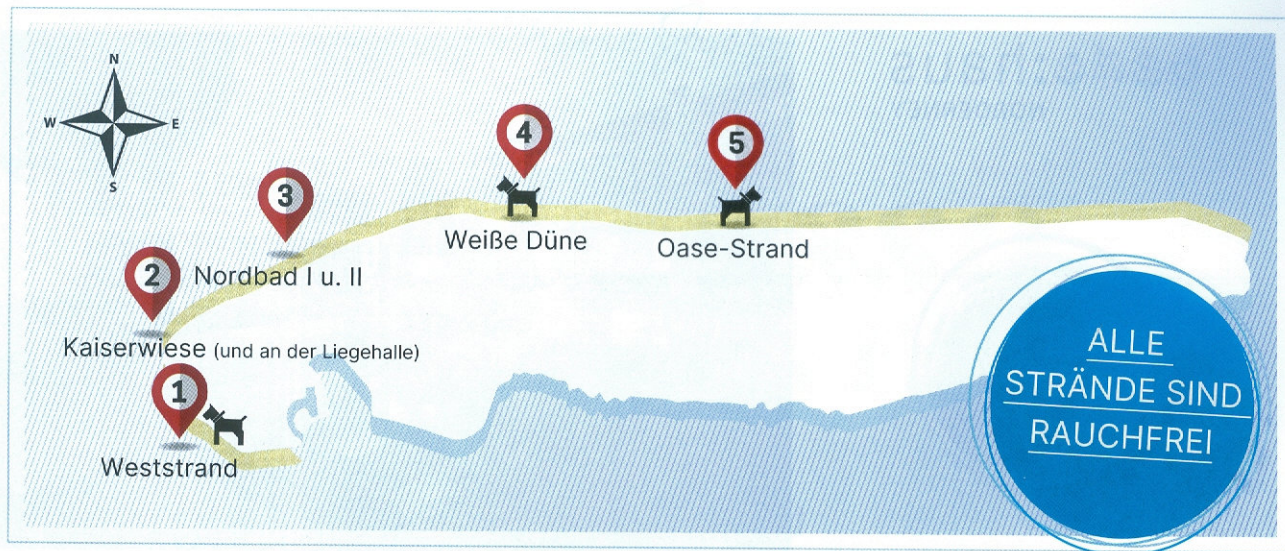 N
W
E
S
4
5
3
Weiße Düne
Oase-Strand
2
Nordbad I u. II
Kaiserwiese (und an der Liegehalle)
1
Weststrand
ALLE
STRÄNDE SIND
RAUCHFREI